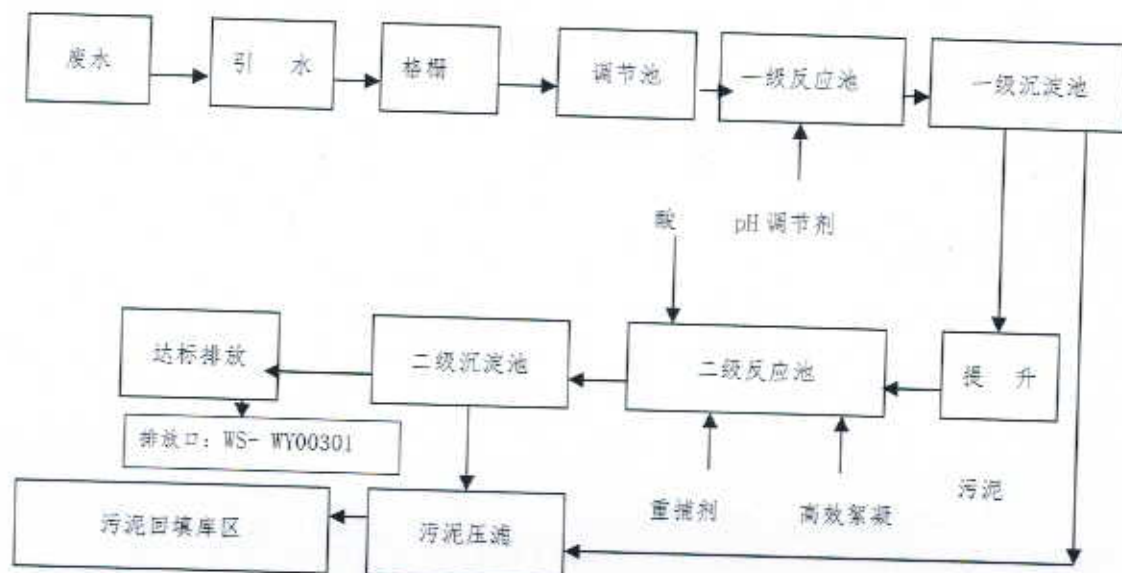 废水
引 水
格栅
调节池
一级反应池
一级沉淀池
酸
pH 调节剂
达标排放
二级沉淀池
二级反应池
提 升
排放口：WS- WY00301
污泥回填库区
污泥压滤
重捕剂
高效絮凝
污泥